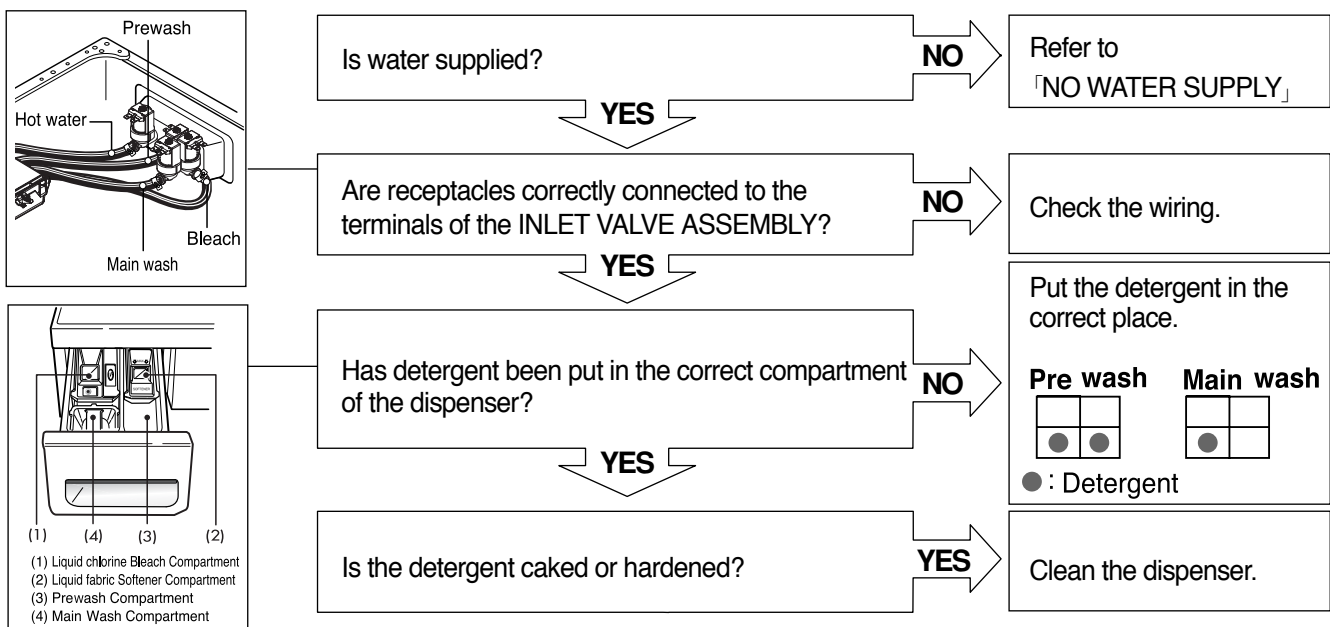 Prewash
Hot water
Bleach
Main wash
Is water supplied?
NO
Refer to
「NO WATER SUPPLY」
YES
Are receptacles correctly connected to the
terminals of the INLET VALVE ASSEMBLY?
NO
Check the wiring.
YES
(1) (4) (3) (2)
(1) Liquid chlorine Bleach Compartment
(2) Liquid fabric Softener Compartment
(3) Prewash Compartment
(4) Main Wash Compartment
Has detergent been put in the correct compartment
of the dispenser?
NO
Put the detergent in the
correct place.
Pre wash Main wash
● : Detergent
YES
Is the detergent caked or hardened?
YES
Clean the dispenser.